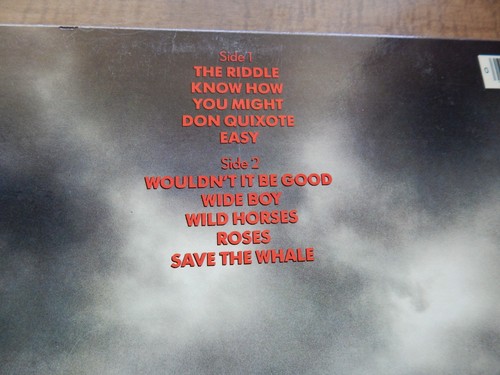 Side 1
THE RIDDLE
KNOW HOW
YOU MIGHT
DON QUIXOTE
EASY
Side 2
WOULDN'T IT BE GOOD
WIDE BOY
WILD HORSES
ROSES
SAVE THE WHALE